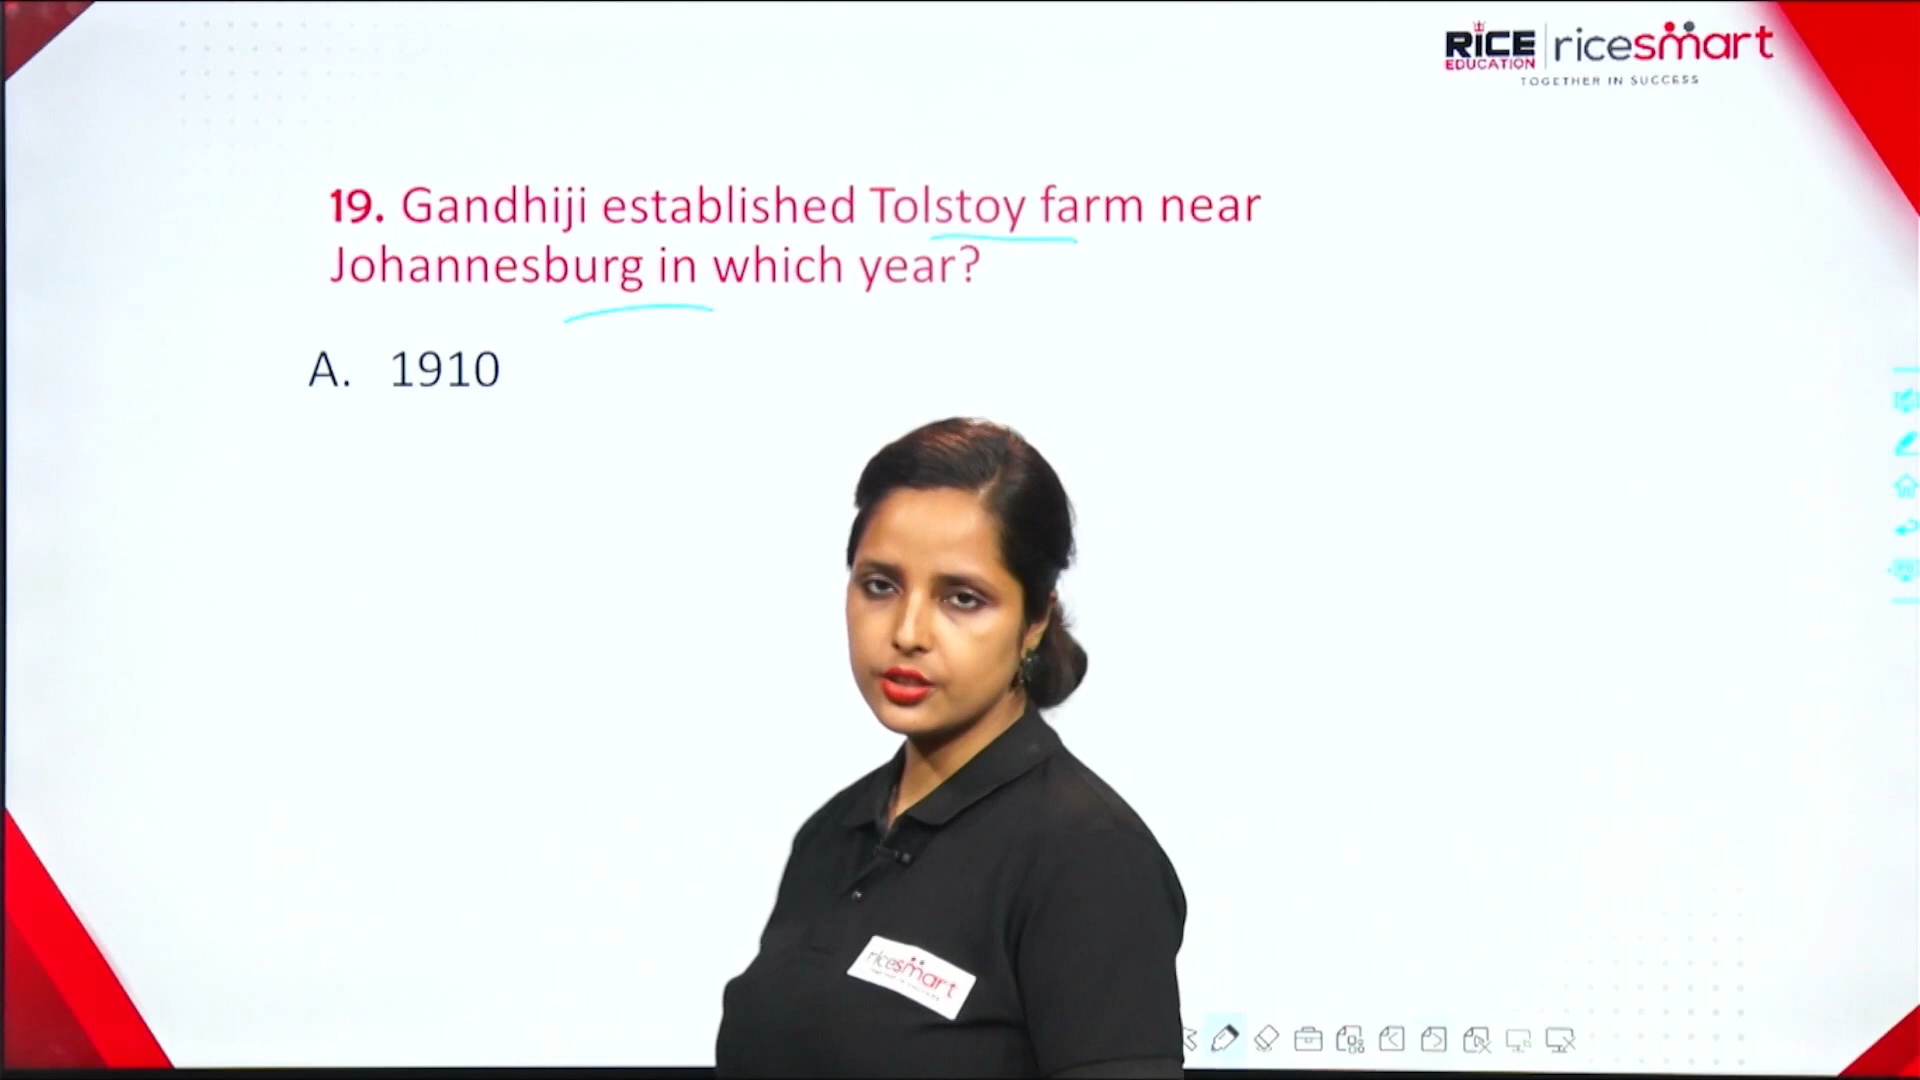 RICE
EDUCATION
ricesmart
TOGETHER IN SUCCESS
19. Gandhiji established Tolstoy farm near
Johannesburg in which year?
A. 1910
ricesmart